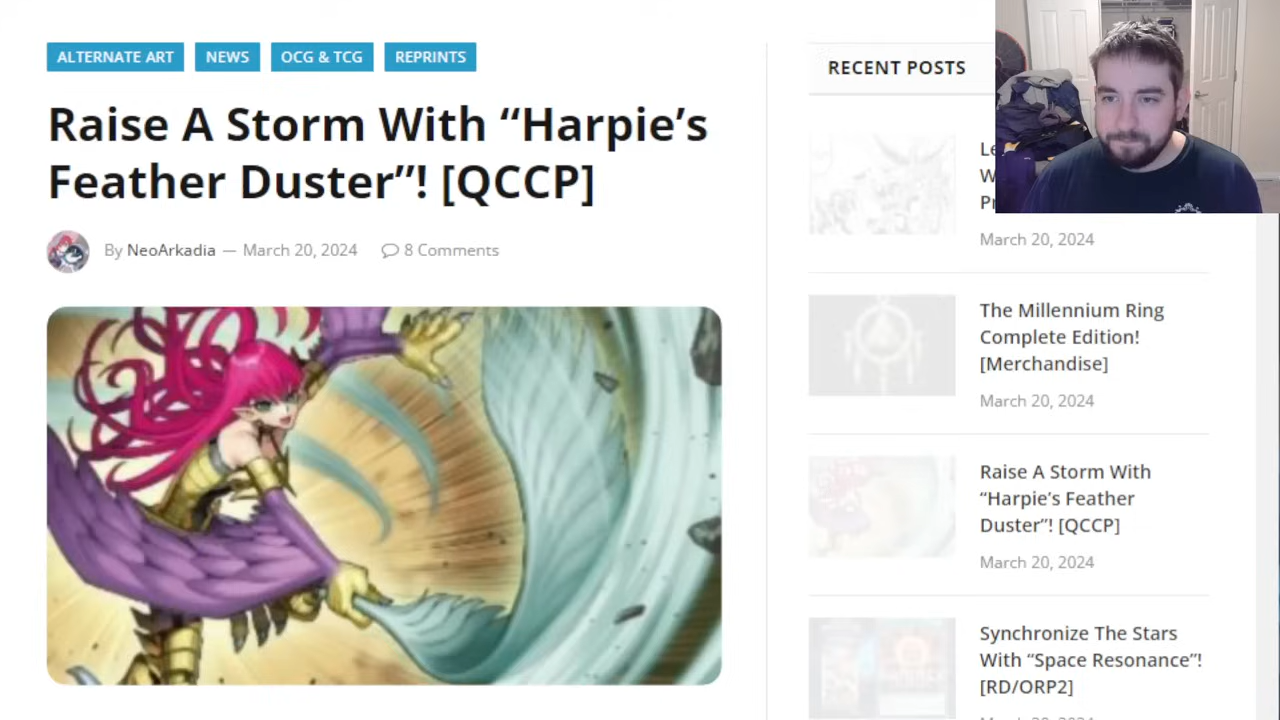 ALTERNATE ART NEWS OCG & TCG REPRINTS
Raise A Storm With “Harpie’s
Feather Duster”! [QCCP]
By NeoArkadia — March 20, 2024 8 Comments
RECENT POSTS
March 20, 2024
The Millennium Ring
Complete Edition!
[Merchandise]
March 20, 2024
Raise A Storm With
“Harpie’s Feather
Duster”! [QCCP]
March 20, 2024
Synchronize The Stars
With “Space Resonance”!
[RD/ORP2]